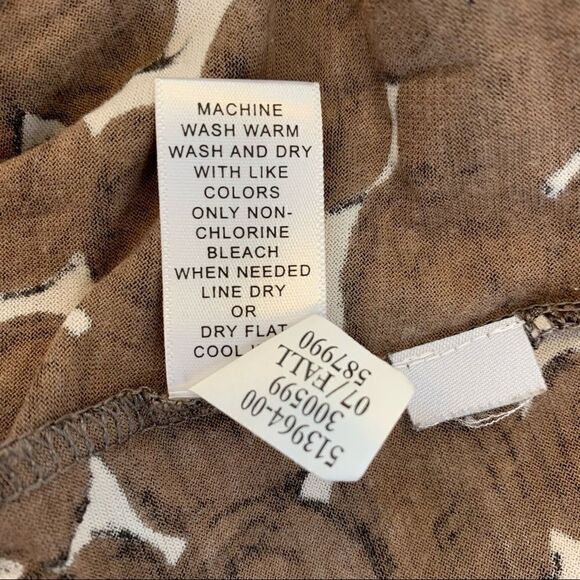 MACHINE
WASH WARM
WASH AND DRY
WITH LIKE
COLORS
ONLY NON-
CHLORINE
BLEACH
WHEN NEEDED
LINE DRY
OR
DRY FLAT
COOL
513964-00
300599
07/FALL
587990